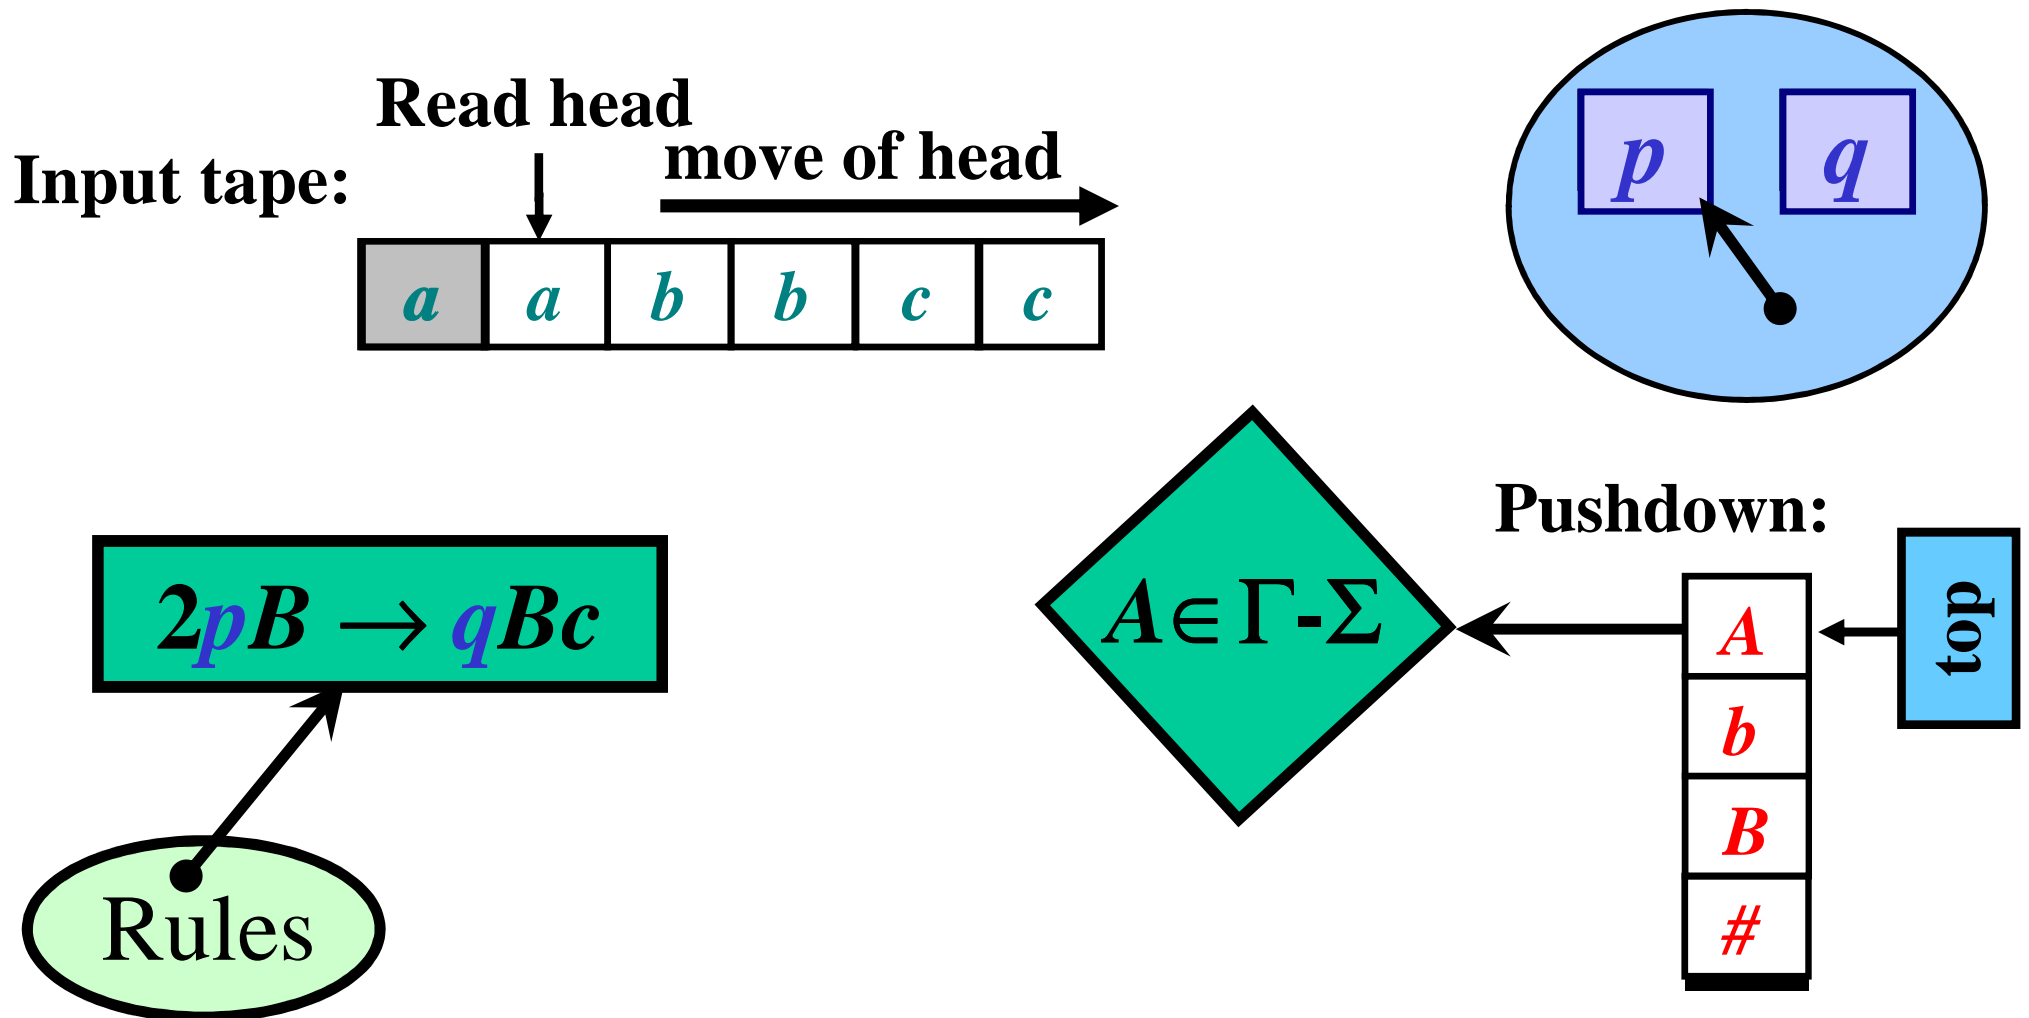 Read head
move of head
Input tape:
a a b b c c
p q
2pB → qBc
Rules
A∈Γ-Σ
Pushdown:
top
A
b
B
#